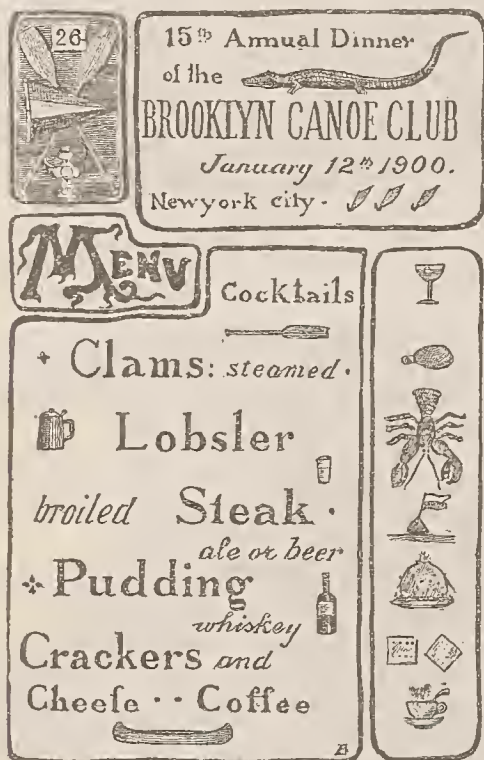 26
15th Annual Dinner
of the
BROOKLYN CANOE CLUB
January 12th 1900.
Newyork city.
MENU
Cocktails
Clams: steamed.
Lobsler
broiled Steak.
ale or beer
Pudding
whiskey
Crackers and
Cheese Coffee
B